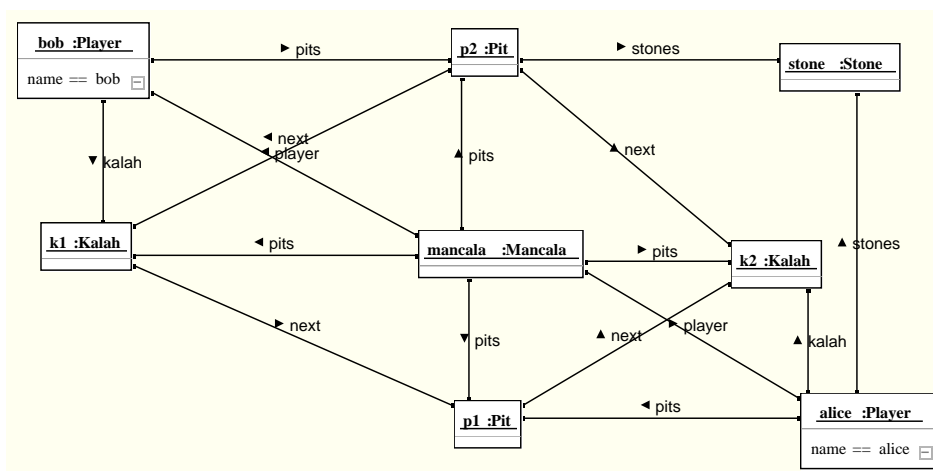 bob :Player
name == bob
pits
p2 :Pit
stones
stone :Stone
next
player
kalah
pits
next
k1 :Kalah
pits
mancala :Mancala
pits
k2 :Kalah
stones
next
pits
next
player
kalah
p1 :Pit
pits
alice :Player
name == alice